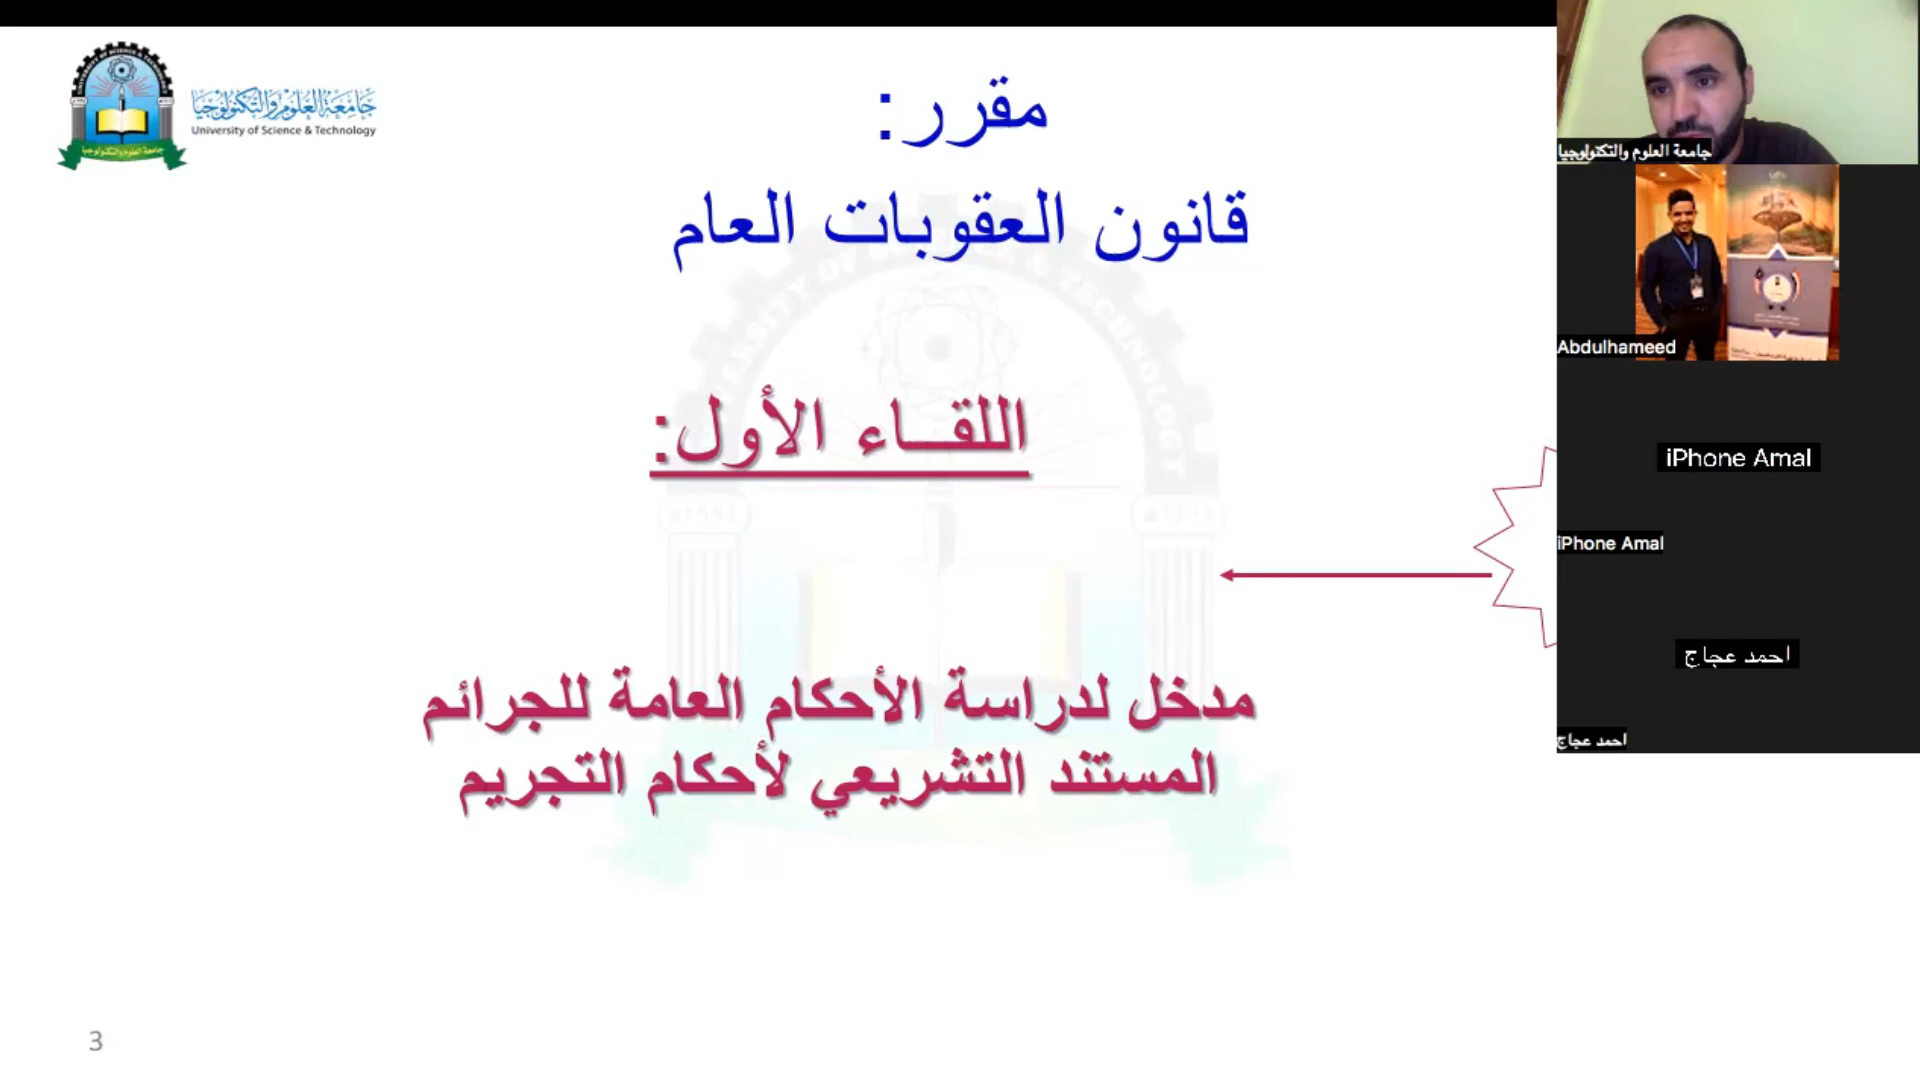 جامعة العلوم والتكنولوجيا
University of Science & Technology
مقرر:
قانون العقوبات العام
اللقـــاء الأول:
مدخل لدراسة الأحكام العامة للجرائم
المستند التشريعي لأحكام التجريم
3
جامعة العلوم والتكنولوجيا
Abdulhameed
iPhone Amal
iPhone Amal
احمد عجاج
احمد عجاج